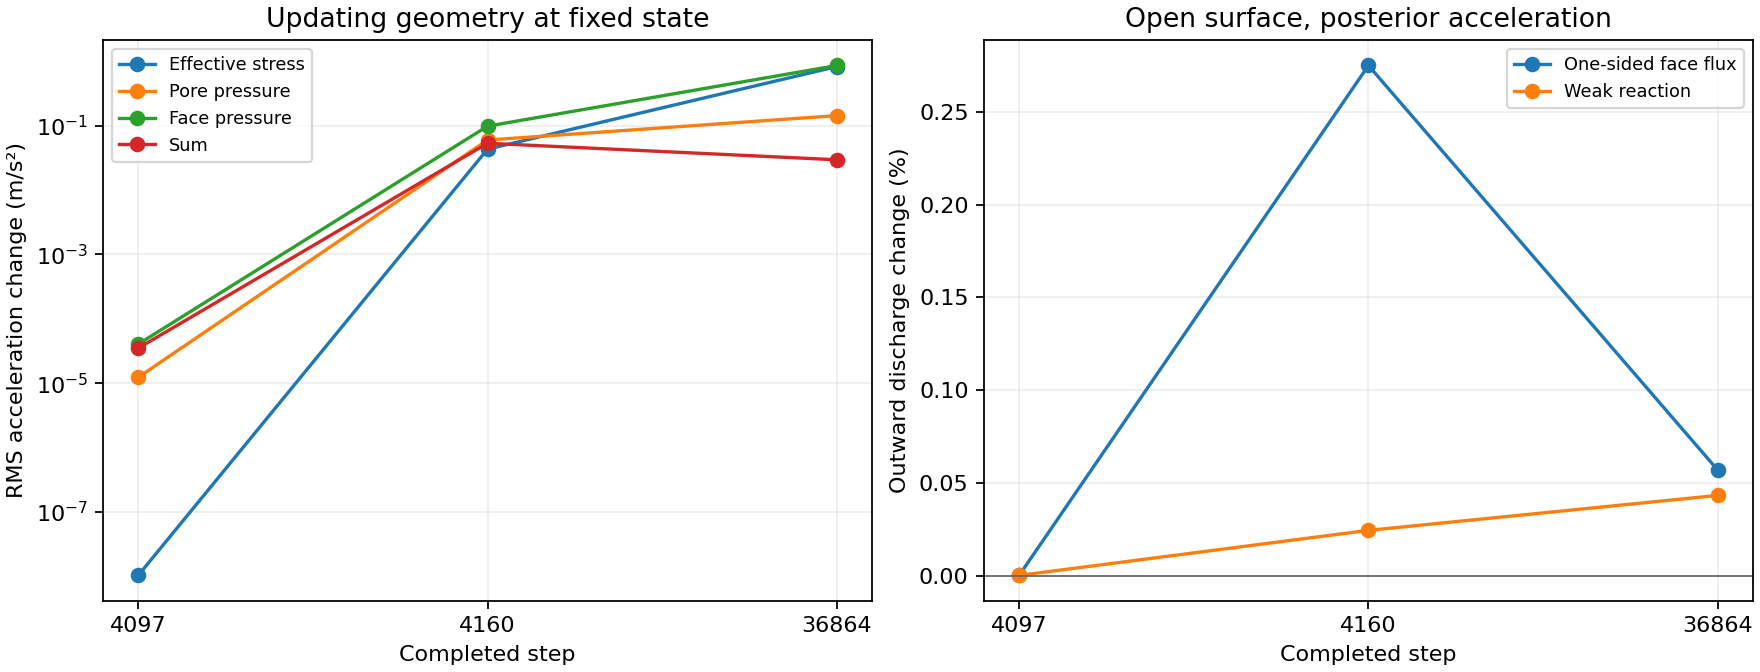 Updating geometry at fixed state
RMS acceleration change (m/s²)
10⁻¹
10⁻³
10⁻⁵
10⁻⁷
Effective stress
Pore pressure
Face pressure
Sum
4097
4160
36864
Completed step
Open surface, posterior acceleration
Outward discharge change (%)
0.25
0.20
0.15
0.10
0.05
0.00
One-sided face flux
Weak reaction
4097
4160
36864
Completed step